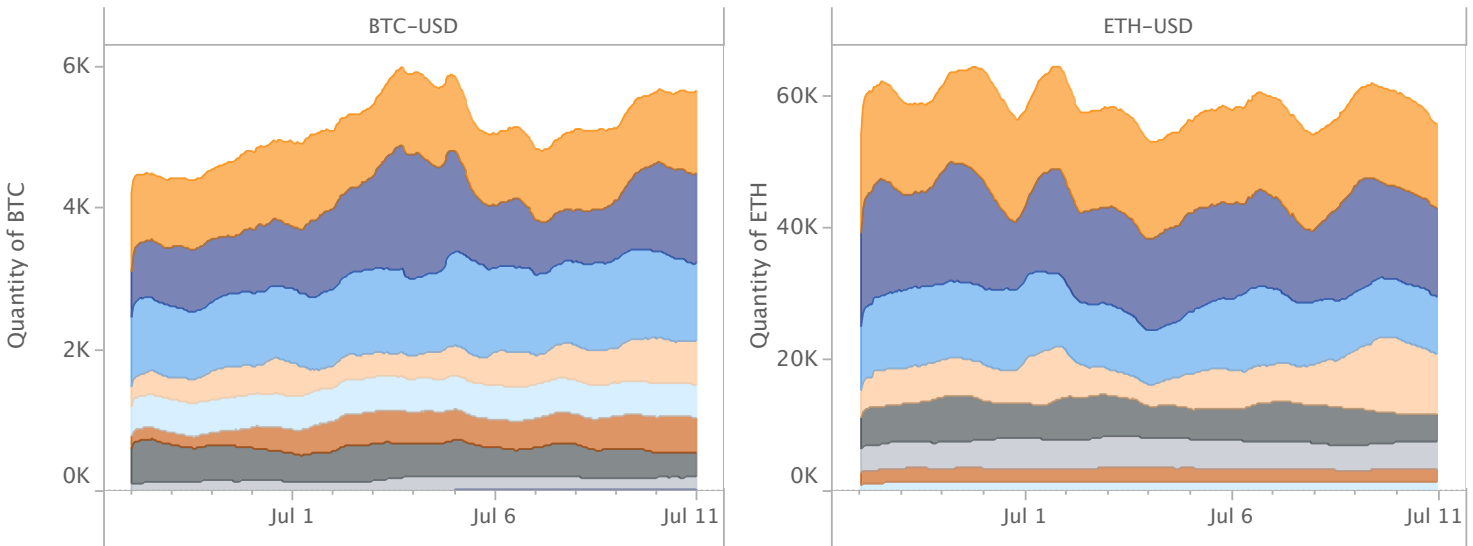 BTC–USD
Quantity of BTC
6K
4K
2K
0K
Jul 1
Jul 6
Jul 11
ETH–USD
Quantity of ETH
60K
40K
20K
0K
Jul 1
Jul 6
Jul 11